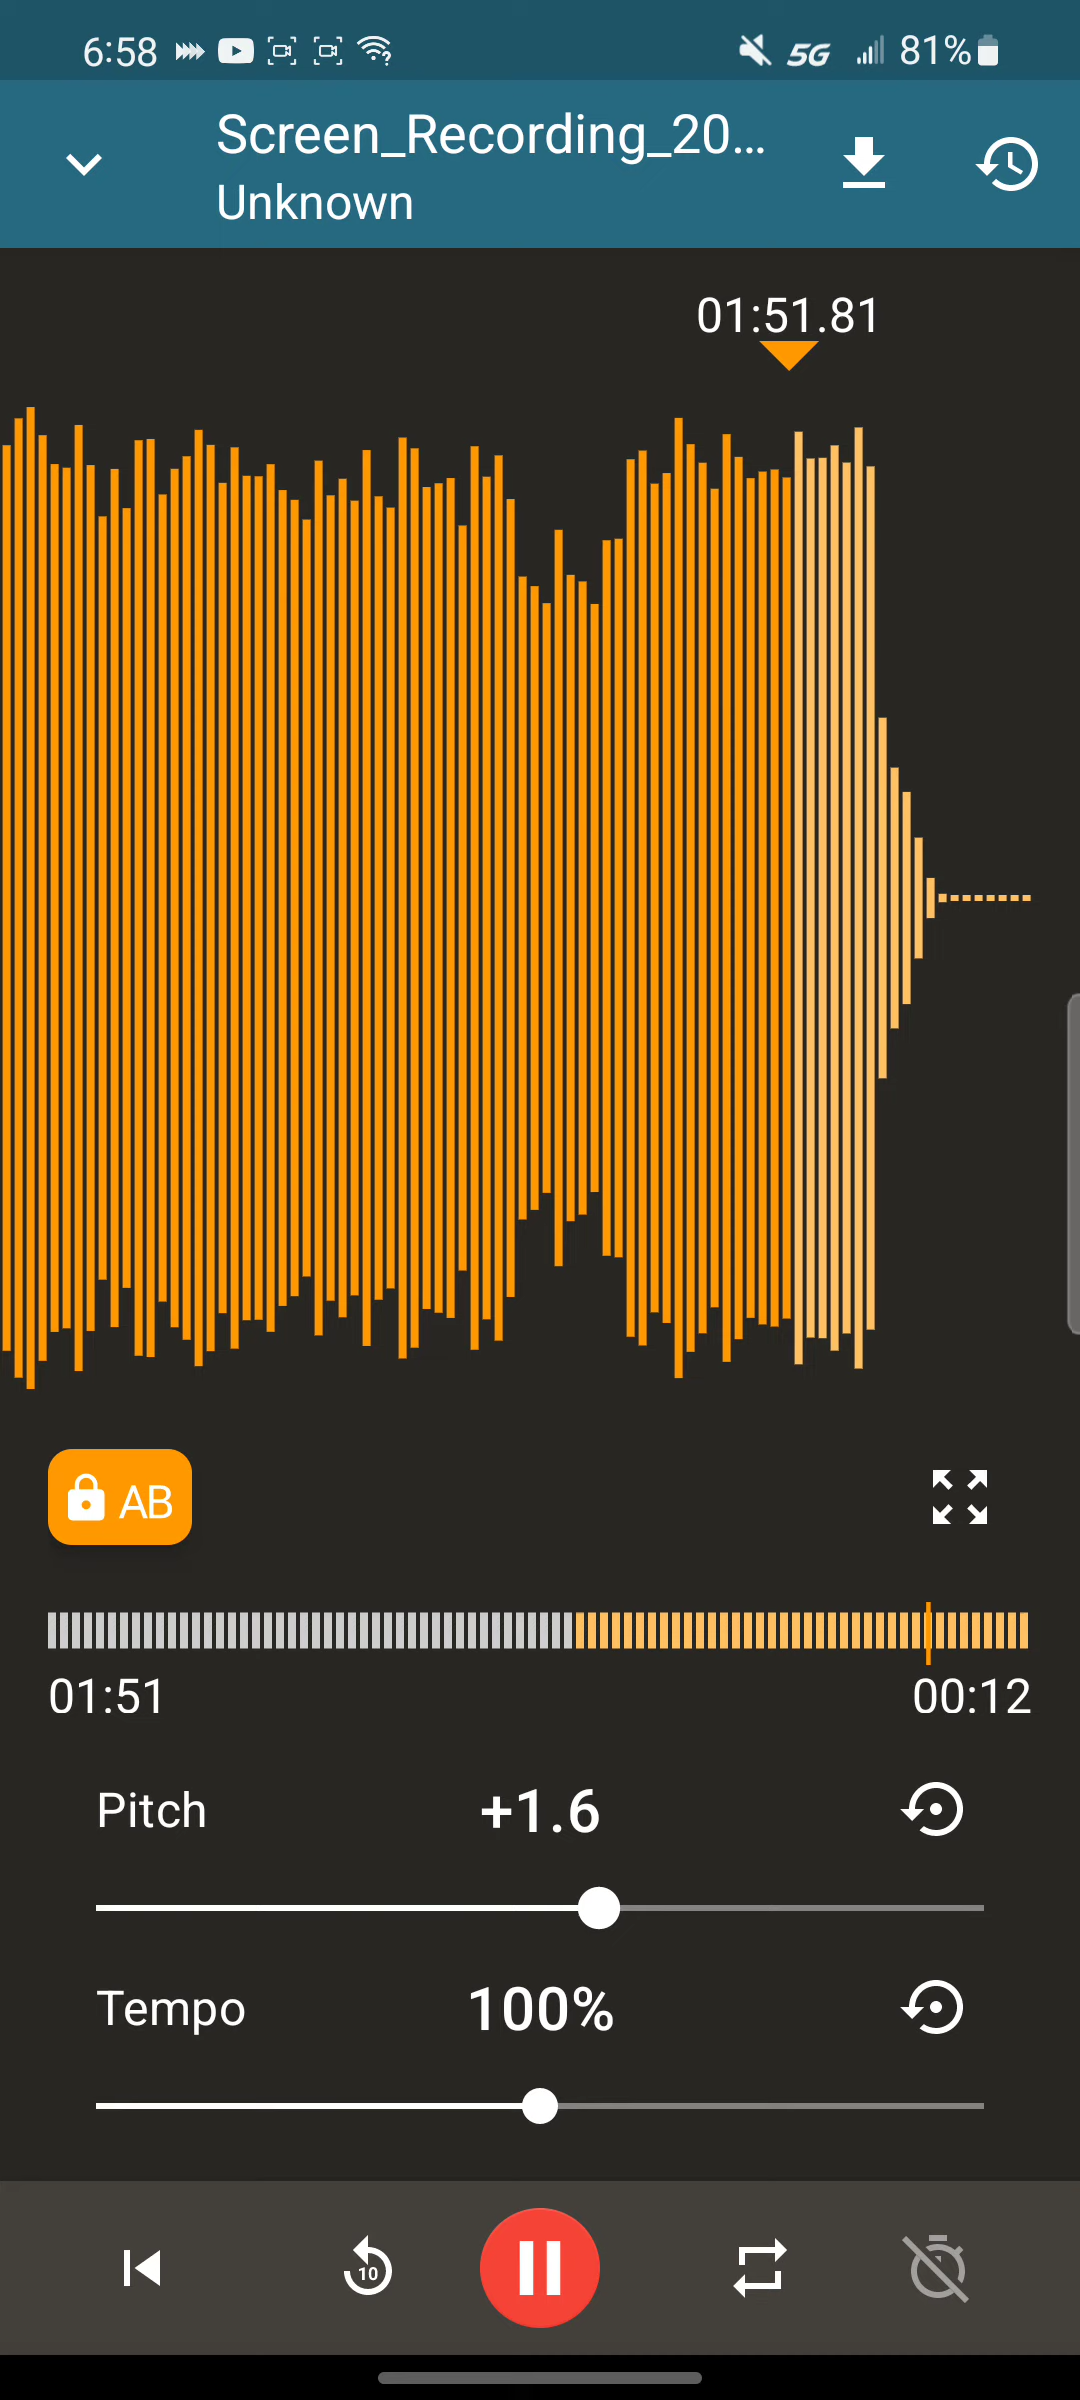 6:58
5G
81%
Screen_Recording_20...
Unknown
01:51.81
AB
01:51
00:12
Pitch
+1.6
Tempo
100%
10